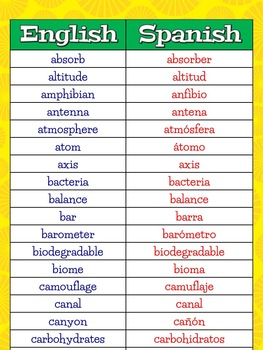 English Spanish
absorb absorber
altitude altitud
amphibian anfibio
antenna antena
atmosphere atmósfera
atom átomo
axis axis
bacteria bacteria
balance balance
bar barra
barometer barómetro
biodegradable biodegradable
biome bioma
camouflage camuflaje
canal canal
canyon cañón
carbohydrates carbohidratos